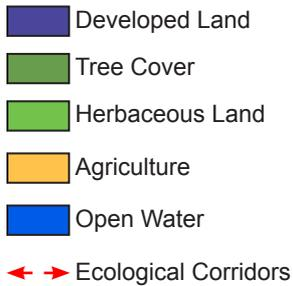 Developed Land
Tree Cover
Herbaceous Land
Agriculture
Open Water
Ecological Corridors